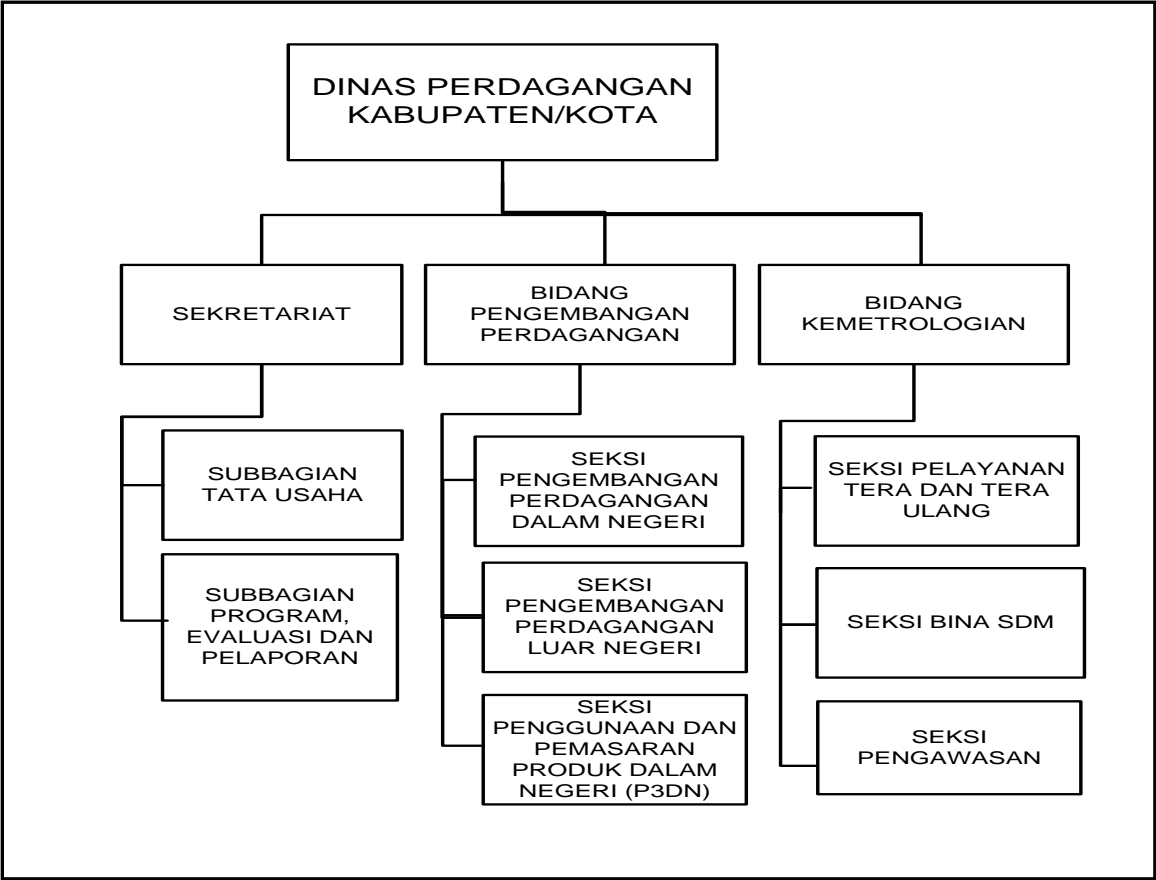 DINAS PERDAGANGAN
KABUPATEN/KOTA
SEKRETARIAT
BIDANG
PENGEMBANGAN
PERDAGANGAN
BIDANG
KEMETROLOGIAN
SUBBAGIAN
TATA USAHA
SUBBAGIAN
PROGRAM,
EVALUASI DAN
PELAPORAN
SEKSI
PENGEMBANGAN
PERDAGANGAN
DALAM NEGERI
SEKSI
PENGEMBANGAN
PERDAGANGAN
LUAR NEGERI
SEKSI
PENGGUNAAN DAN
PEMASARAN
PRODUK DALAM
NEGERI (P3DN)
SEKSI PELAYANAN
TERA DAN TERA
ULANG
SEKSI BINA SDM
SEKSI
PENGAWASAN